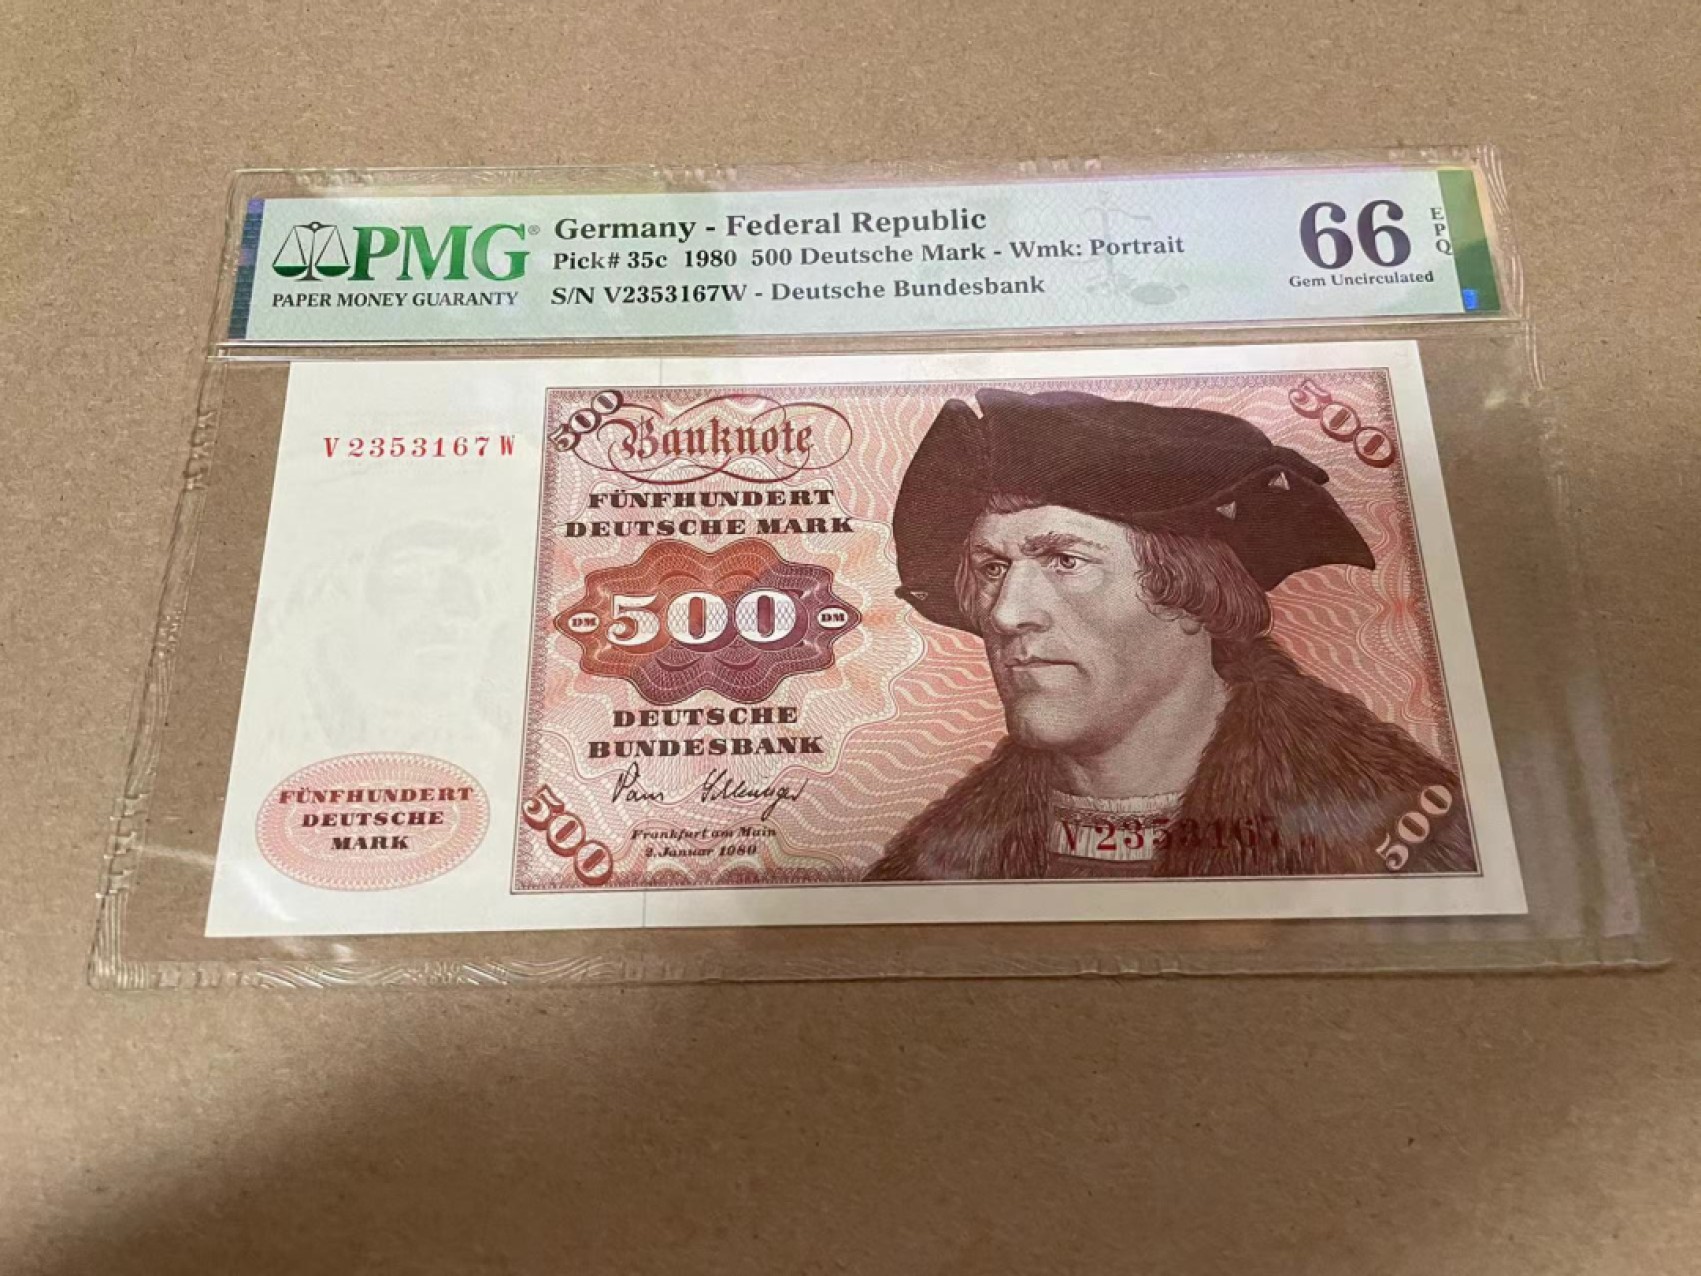 PMG®
PAPER MONEY GUARANTY
Germany - Federal Republic
Pick# 35c 1980 500 Deutsche Mark - Wmk: Portrait
S/N V2353167W - Deutsche Bundesbank
66
EPQ
Gem Uncirculated
V2353167W
500
Banknote
500
FÜNFHUNDERT
DEUTSCHE MARK
DM 500 DM
DEUTSCHE
BUNDESBANK
Frankfurt am Main
2. Januar 1980
FÜNFHUNDERT
DEUTSCHE
MARK
500
V2353167
500